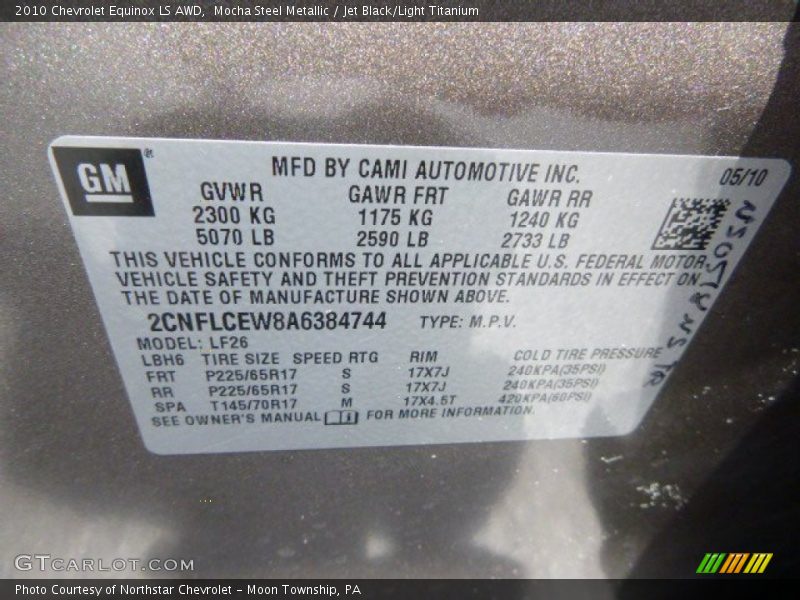 2010 Chevrolet Equinox LS AWD, Mocha Steel Metallic / Jet Black/Light Titanium
GM
MFD BY CAMI AUTOMOTIVE INC.
05/10
GVWR GAWR FRT GAWR RR
2300 KG 1175 KG 1240 KG
5070 LB 2590 LB 2733 LB
THIS VEHICLE CONFORMS TO ALL APPLICABLE U.S. FEDERAL MOTOR
VEHICLE SAFETY AND THEFT PREVENTION STANDARDS IN EFFECT ON
THE DATE OF MANUFACTURE SHOWN ABOVE.
2CNFLCEW8A6384744 TYPE: M.P.V.
MODEL: LF26
LBH6 TIRE SIZE SPEED RTG RIM COLD TIRE PRESSURE
FRT P225/65R17 S 17X7J 240KPA(35PSI)
RR P225/65R17 S 17X7J 240KPA(35PSI)
SPA T145/70R17 M 17X4.5T 420KPA(60PSI)
SEE OWNER'S MANUAL FOR MORE INFORMATION.
GTCARLOT.COM
Photo Courtesy of Northstar Chevrolet - Moon Township, PA